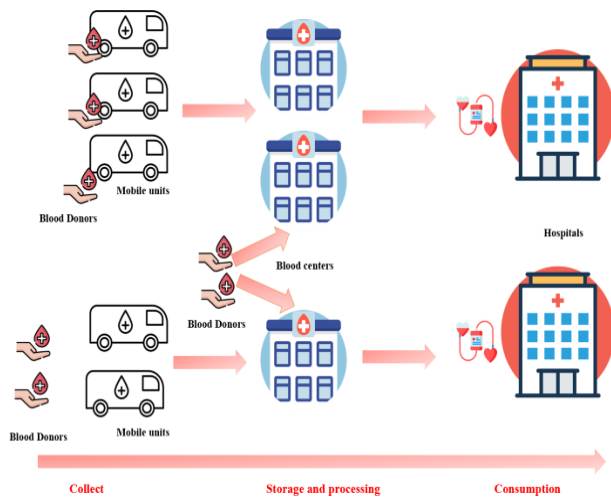 Mobile units
Blood Donors
Hospitals
Blood centers
Blood Donors
Mobile units
Blood Donors
Collect
Storage and processing
Consumption